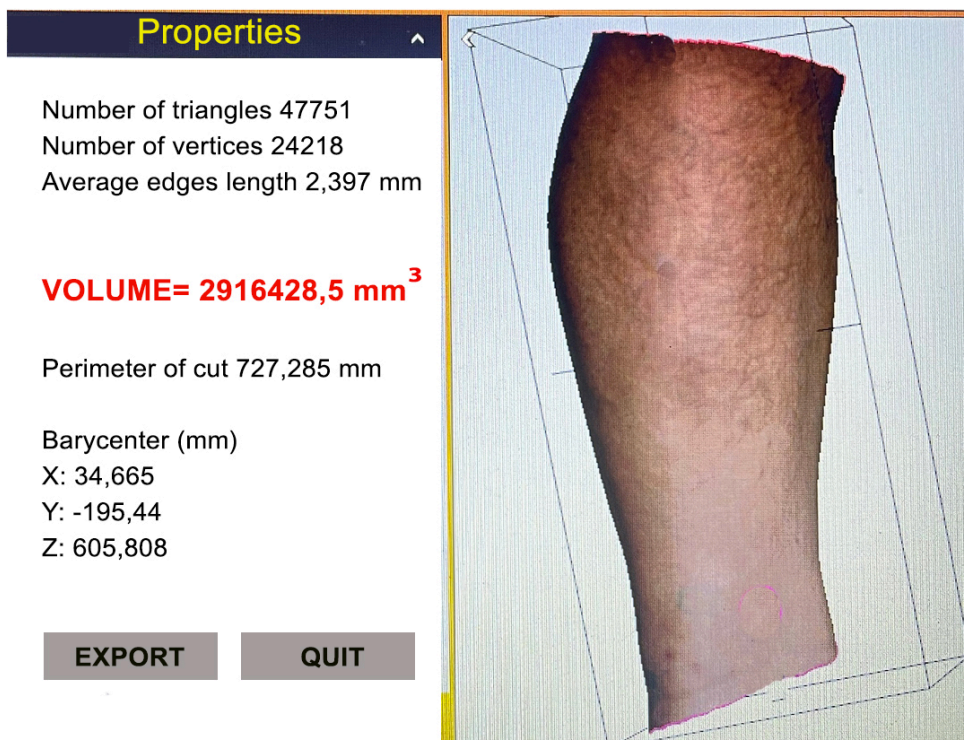 Properties
Number of triangles 47751
Number of vertices 24218
Average edges length 2,397 mm
VOLUME= 2916428,5 mm³
Perimeter of cut 727,285 mm
Barycenter (mm)
X: 34,665
Y: -195,44
Z: 605,808
EXPORT
QUIT